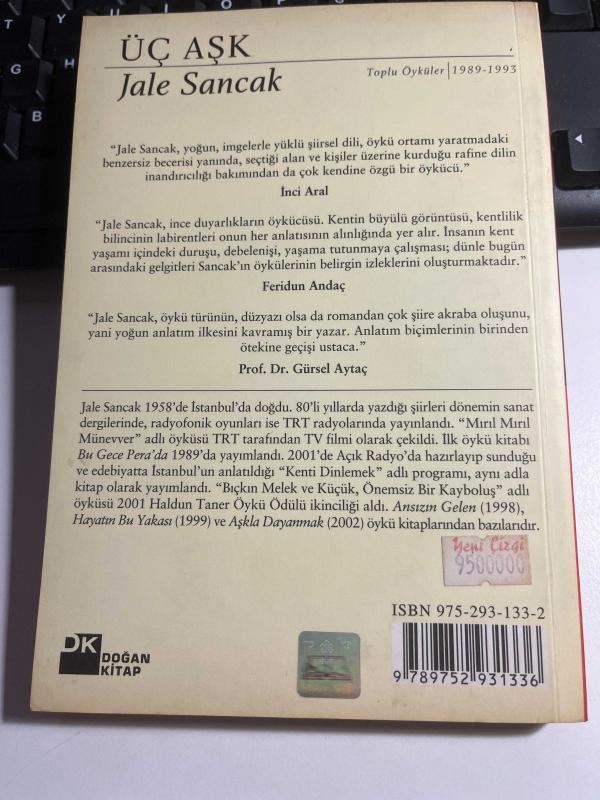 ÜÇ AŞK
Jale Sancak
Toplu Öyküler | 1989-1993
“Jale Sancak, yoğun, imgelerle yüklü şiirsel dili, öykü ortamı yaratmadaki
benzersiz becerisi yanında, seçtiği alan ve kişiler üzerine kurduğu rafine dilin
inandırıcılığı bakımından da çok kendine özgü bir öykücü.”
İnci Aral
“Jale Sancak, ince duyarlıkların öykücüsü. Kentin büyülü görüntüsü, kentlilik
bilincinin labirentleri onun her anlatısının alınlığında yer alır. İnsanın kent
yaşamı içindeki duruşu, debelenişi, yaşama tutunmaya çalışması; dünle bugün
arasındaki gelgitleri Sancak’ın öykülerinin belirgin izleklerini oluşturmaktadır.”
Feridun Andaç
“Jale Sancak, öykü türünün, düzyazı olsa da romandan çok şiire akraba oluşunu,
yani yoğun anlatım ilkesini kavramış bir yazar. Anlatım biçimlerinin birinden
ötekine geçişi ustaca.”
Prof. Dr. Gürsel Aytaç
Jale Sancak 1958’de İstanbul’da doğdu. 80’li yıllarda yazdığı şiirleri dönemin sanat
dergilerinde, radyofonik oyunları ise TRT radyolarında yayınlandı. “Mırıl Mırıl
Münevver” adlı öyküsü TRT tarafından TV filmi olarak çekildi. İlk öykü kitabı
Bu Gece Pera’da 1989’da yayımlandı. 2001’de Açık Radyo’da hazırlayıp sunduğu
ve edebiyatta İstanbul’un anlatıldığı “Kenti Dinlemek” adlı programı, aynı adla
kitap olarak yayımlandı. “Bıçkın Melek ve Küçük, Önemsiz Bir Kayboluş” adlı
öyküsü 2001 Haldun Taner Öykü Ödülü ikinciliği aldı. Ansızın Gelen (1998),
Hayatın Bu Yakası (1999) ve Aşkla Dayanmak (2002) öykü kitaplarından bazılarıdır.
Yeni Çizgi
9500000
ISBN 975-293-133-2
9 789752 931336
DK
DOĞAN
KİTAP